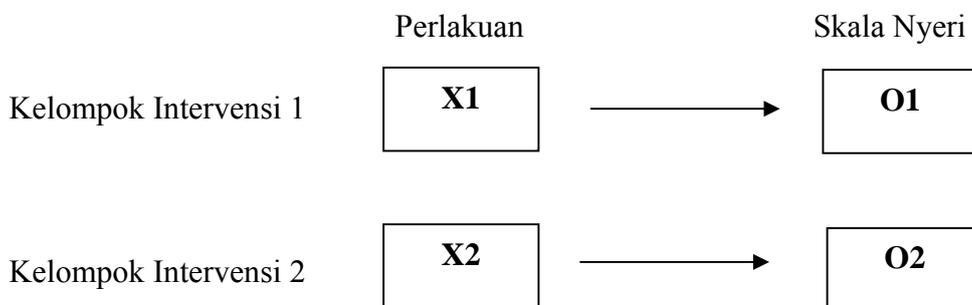 Perlakuan Skala Nyeri
Kelompok Intervensi 1 X1 O1
Kelompok Intervensi 2 X2 O2